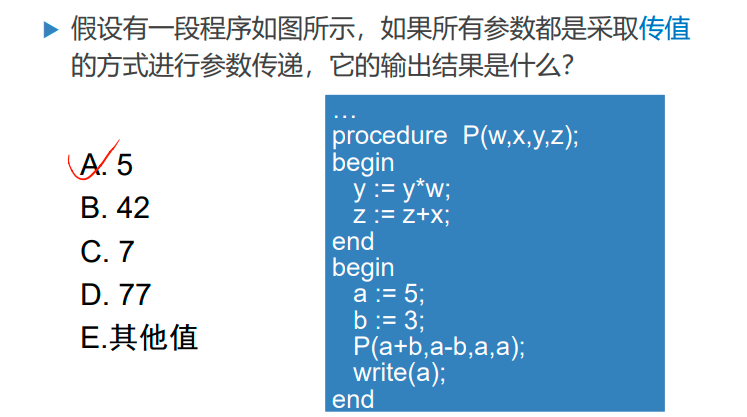 假设有一段程序如图所示，如果所有参数都是采取传值
的方式进行参数传递，它的输出结果是什么？
A. 5
B. 42
C. 7
D. 77
E.其他值
…
procedure P(w,x,y,z);
begin
y := y*w;
z := z+x;
end
begin
a := 5;
b := 3;
P(a+b,a-b,a,a);
write(a);
end